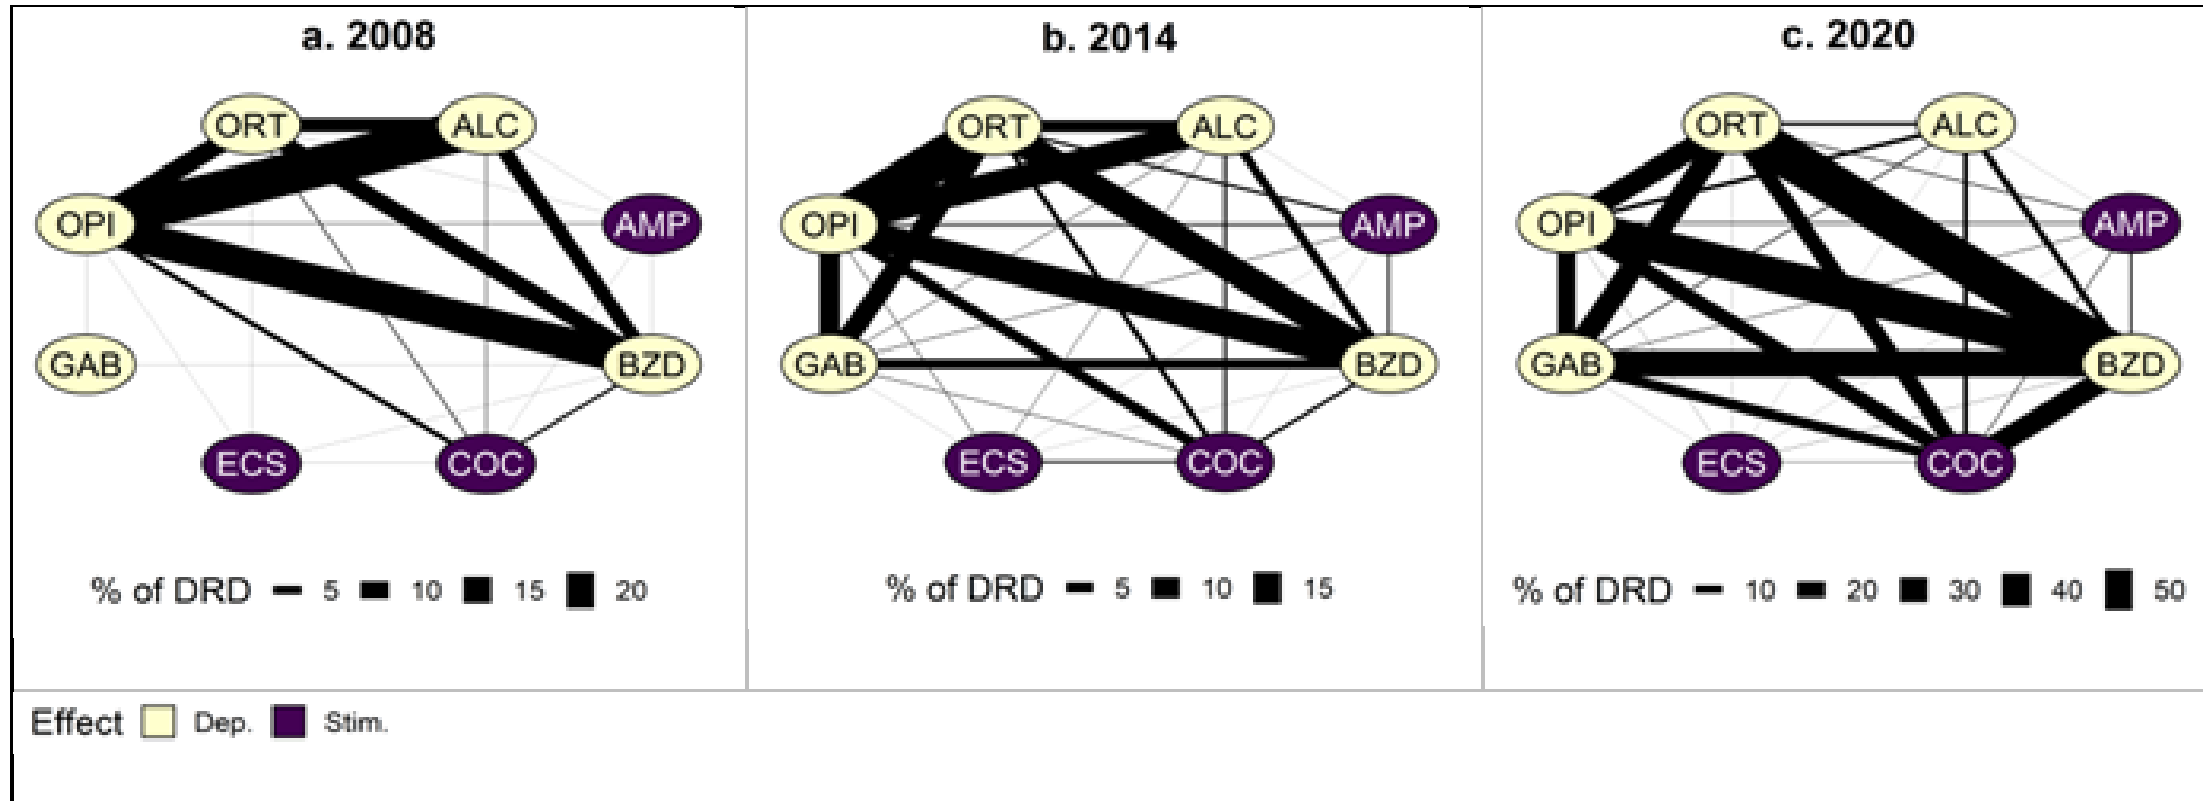 a. 2008
ORT ALC
OPI AMP
GAB BZD
ECS COC
% of DRD 5 10 15 20
b. 2014
ORT ALC
OPI AMP
GAB BZD
ECS COC
% of DRD 5 10 15
c. 2020
ORT ALC
OPI AMP
GAB BZD
ECS COC
% of DRD 10 20 30 40 50
Effect Dep. Stim.